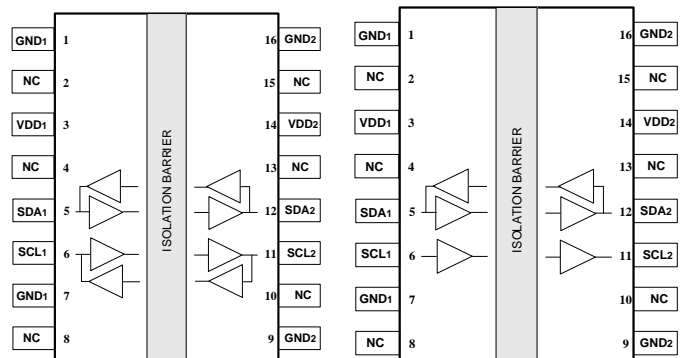 GND1 1 16 GND2
NC 2 15 NC
VDD1 3 14 VDD2
NC 4 13 NC
SDA1 5 12 SDA2
SCL1 6 11 SCL2
GND1 7 10 NC
NC 8 9 GND2
ISOLATION BARRIER
GND1 1 16 GND2
NC 2 15 NC
VDD1 3 14 VDD2
NC 4 13 NC
SDA1 5 12 SDA2
SCL1 6 11 SCL2
GND1 7 10 NC
NC 8 9 GND2
ISOLATION BARRIER